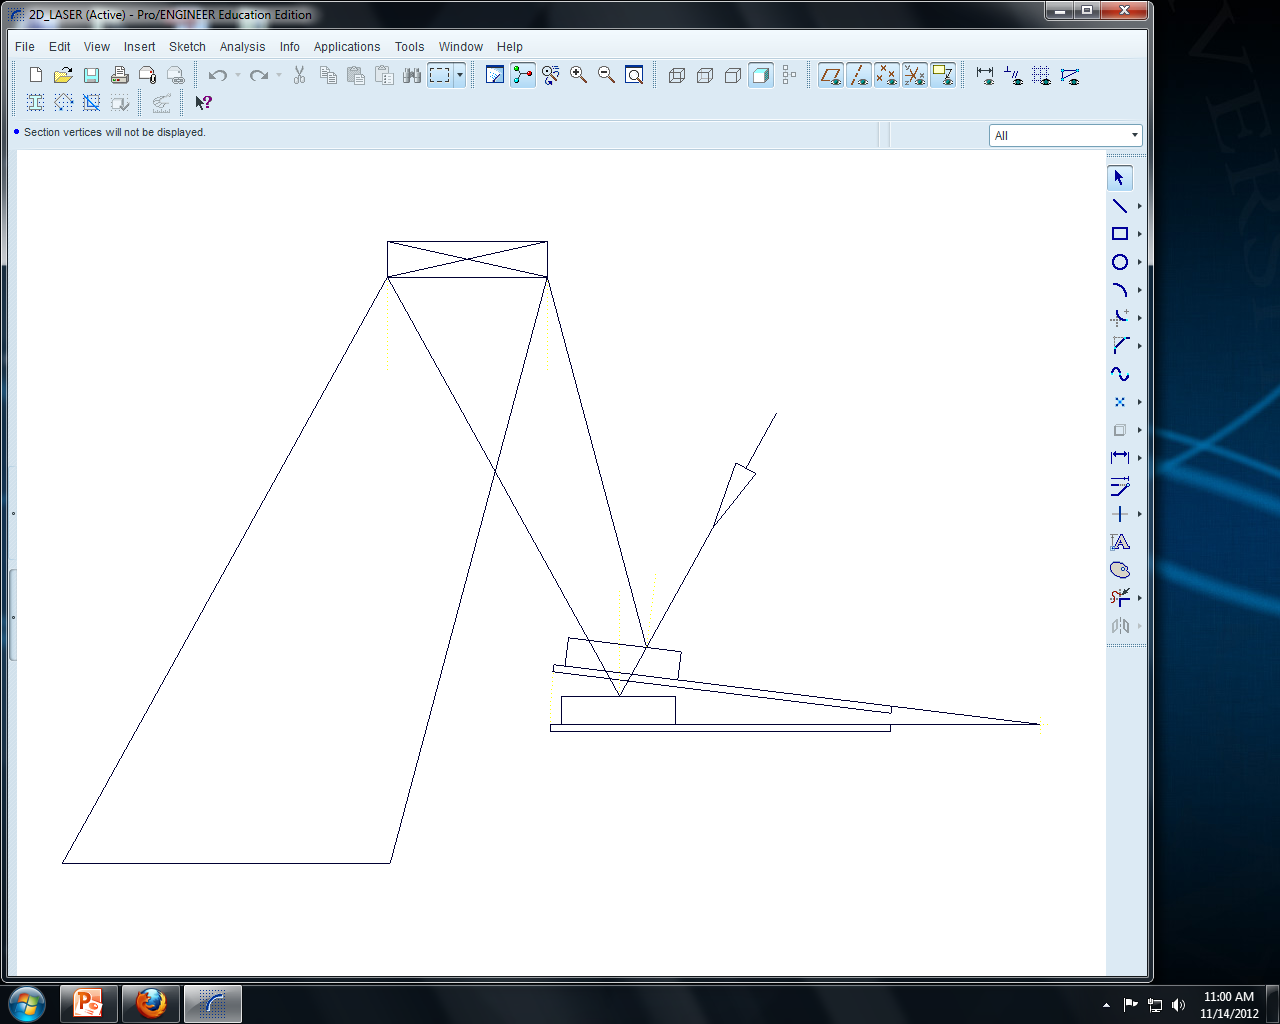 2D_LASER (Active) - Pro/ENGINEER Education Edition
File Edit View Insert Sketch Analysis Info Applications Tools Window Help
Section vertices will not be displayed.
All
VERSI
11:00 AM
11/14/2012